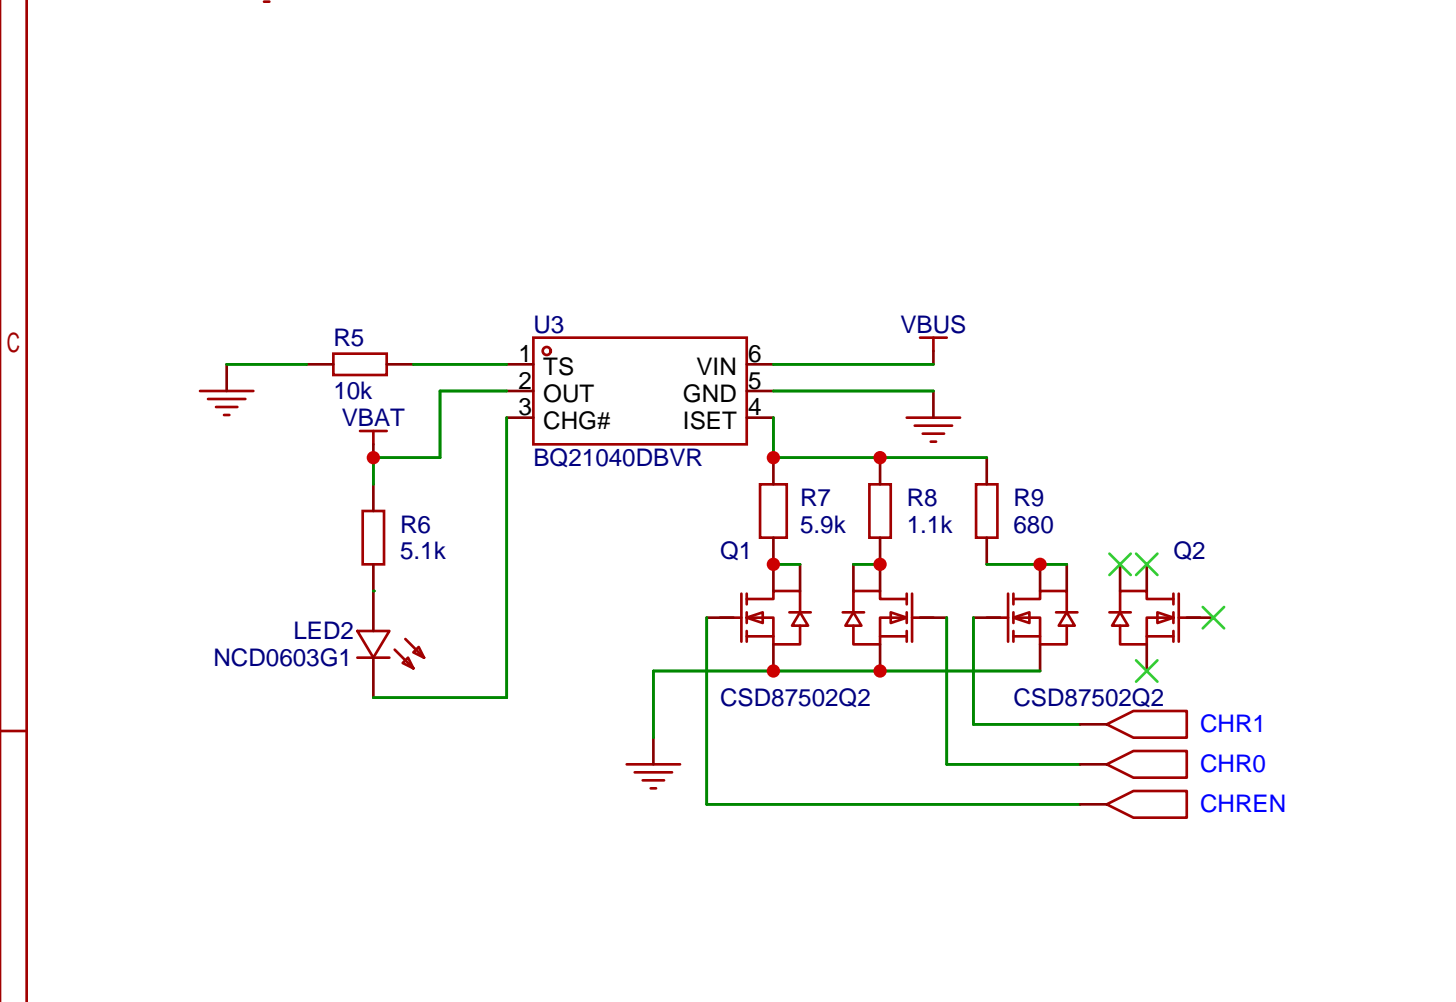 C
R5
10k
VBAT
U3
1
TS
2
OUT
3
CHG#
VIN
6
GND
5
ISET
4
BQ21040DBVR
VBUS
R6
5.1k
LED2
NCD0603G1
R7
5.9k
R8
1.1k
R9
680
Q1
Q2
CSD87502Q2
CSD87502Q2
CHR1
CHR0
CHREN